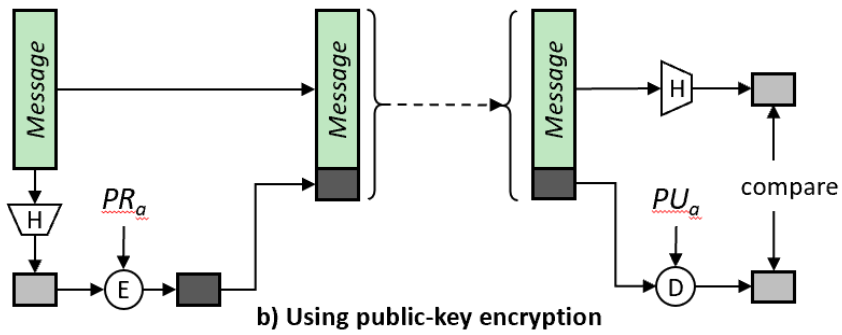 Message
Message
Message
H
compare
H
PRa
PUa
E
D
b) Using public-key encryption